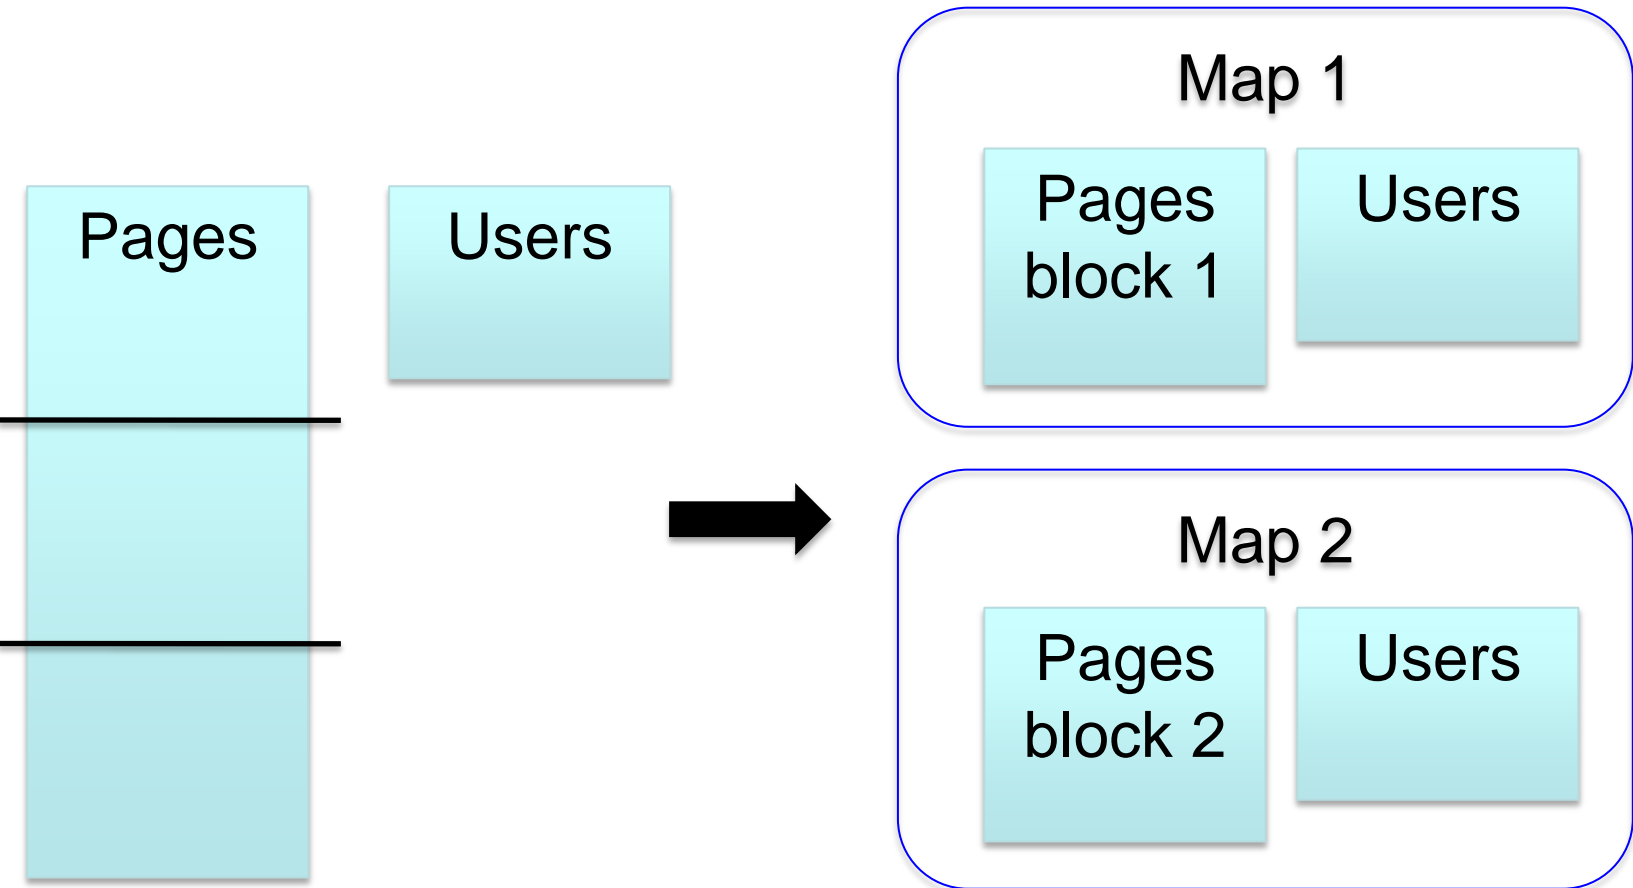 Pages
Users
Map 1
Pages
block 1
Users
Map 2
Pages
block 2
Users